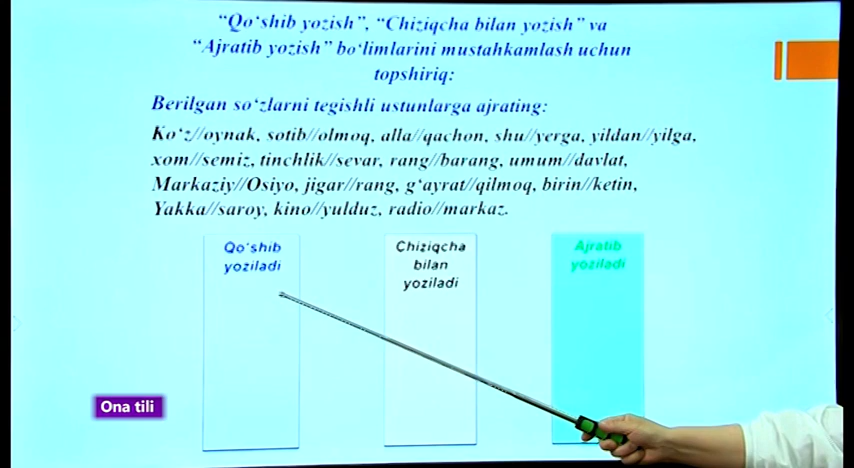 “Qo‘shib yozish”, “Chiziqcha bilan yozish” va
“Ajratib yozish” bo‘limlarini mustahkamlash uchun
topshiriq:
Berilgan so‘zlarni tegishli ustunlarga ajrating:
Ko‘z//oynak, sotib//olmoq, alla//qachon, shu//yerga, yildan//yilga,
xom//semiz, tinchlik//sevar, rang//barang, umum//davlat,
Markaziy//Osiyo, jigar//rang, g‘ayrat//qilmoq, birin//ketin,
Yakka//saroy, kino//yulduz, radio//markaz.
Qo‘shib
yoziladi
Chiziqcha
bilan
yoziladi
Ajratib
yoziladi
Ona tili